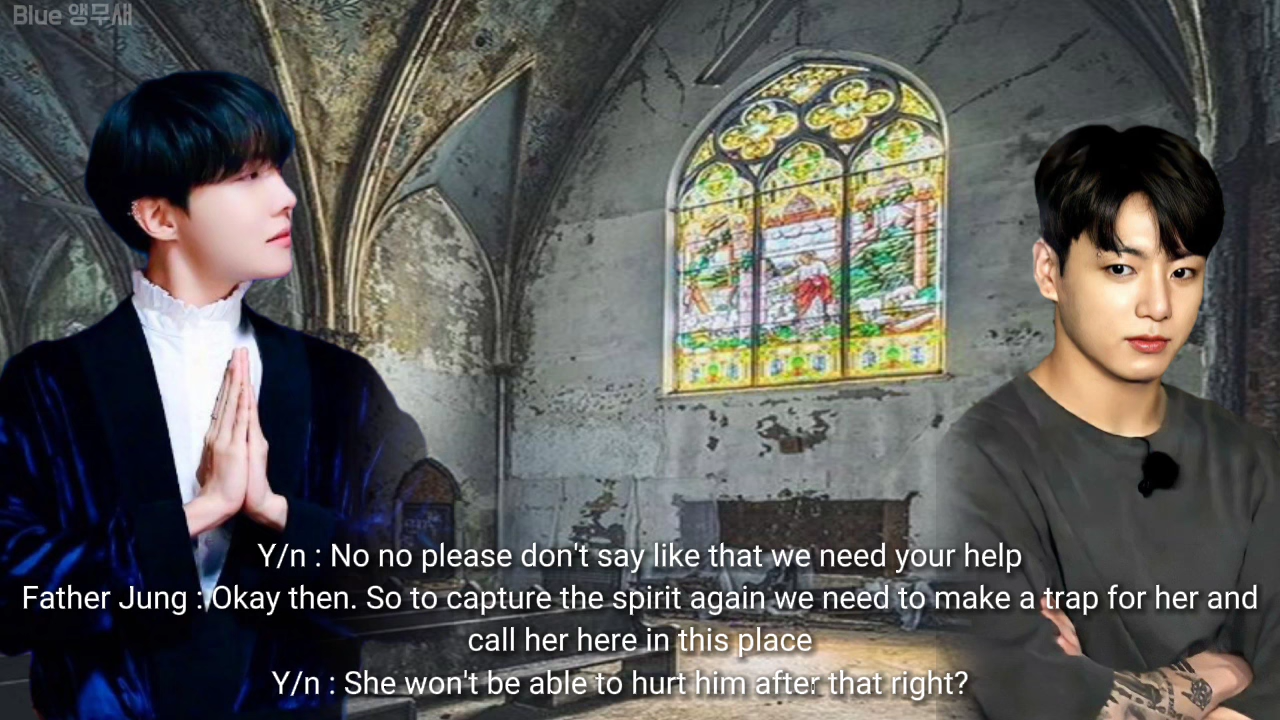 Blue 앵무새
Y/n : No no please don't say like that we need your help
Father Jung : Okay then. So to capture the spirit again we need to make a trap for her and
call her here in this place
Y/n : She won't be able to hurt him after that right?